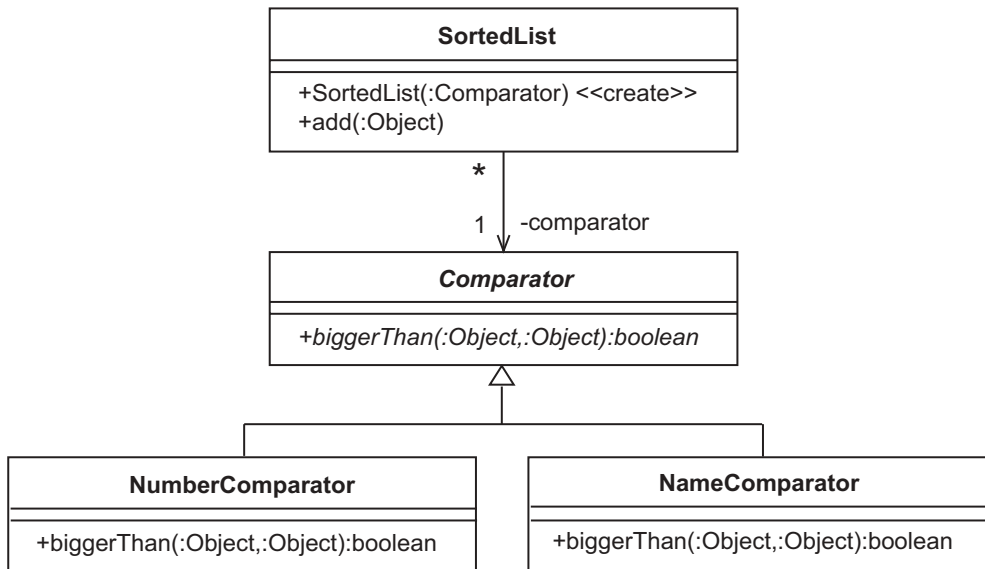 SortedList
+SortedList(:Comparator) <<create>>
+add(:Object)
*
1 -comparator
Comparator
+biggerThan(:Object,:Object):boolean
NumberComparator
+biggerThan(:Object,:Object):boolean
NameComparator
+biggerThan(:Object,:Object):boolean